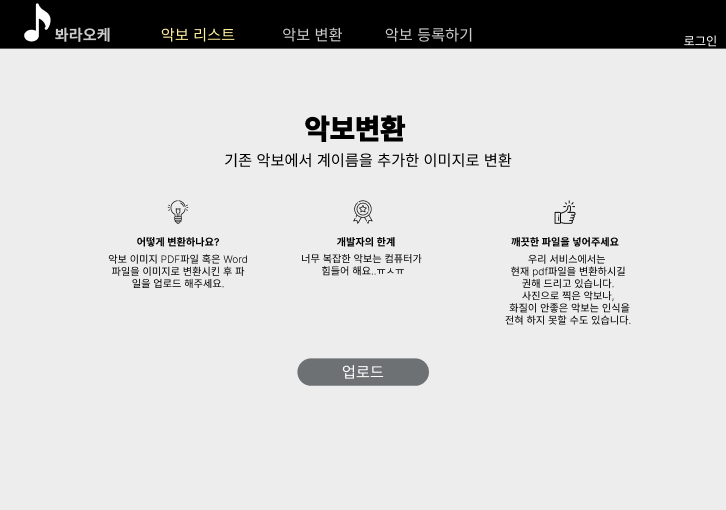 봐라오케
악보 리스트
악보 변환
악보 등록하기
로그인
악보변환
기존 악보에서 계이름을 추가한 이미지로 변환
어떻게 변환하나요?
악보 이미지 PDF파일 혹은 Word
파일을 이미지로 변환시킨 후 파
일을 업로드 해주세요.
개발자의 한계
너무 복잡한 악보는 컴퓨터가
힘들어 해요..ㅠㅅㅠ
깨끗한 파일을 넣어주세요
우리 서비스에서는
현재 pdf파일을 변환하시길
권해 드리고 있습니다.
사진으로 찍은 악보나,
화질이 안좋은 악보는 인식을
전혀 하지 못할 수도 있습니다.
업로드